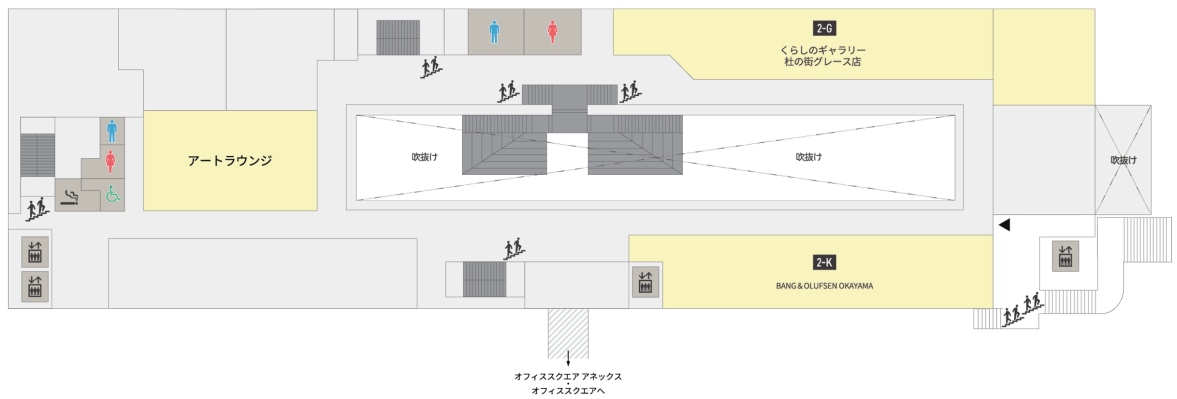 2-G
くらしのギャラリー
杜の街グレース店
アートラウンジ
吹抜け
吹抜け
吹抜け
2-K
BANG & OLUFSEN OKAYAMA
オフィススクエア アネックス
・
オフィススクエアへ